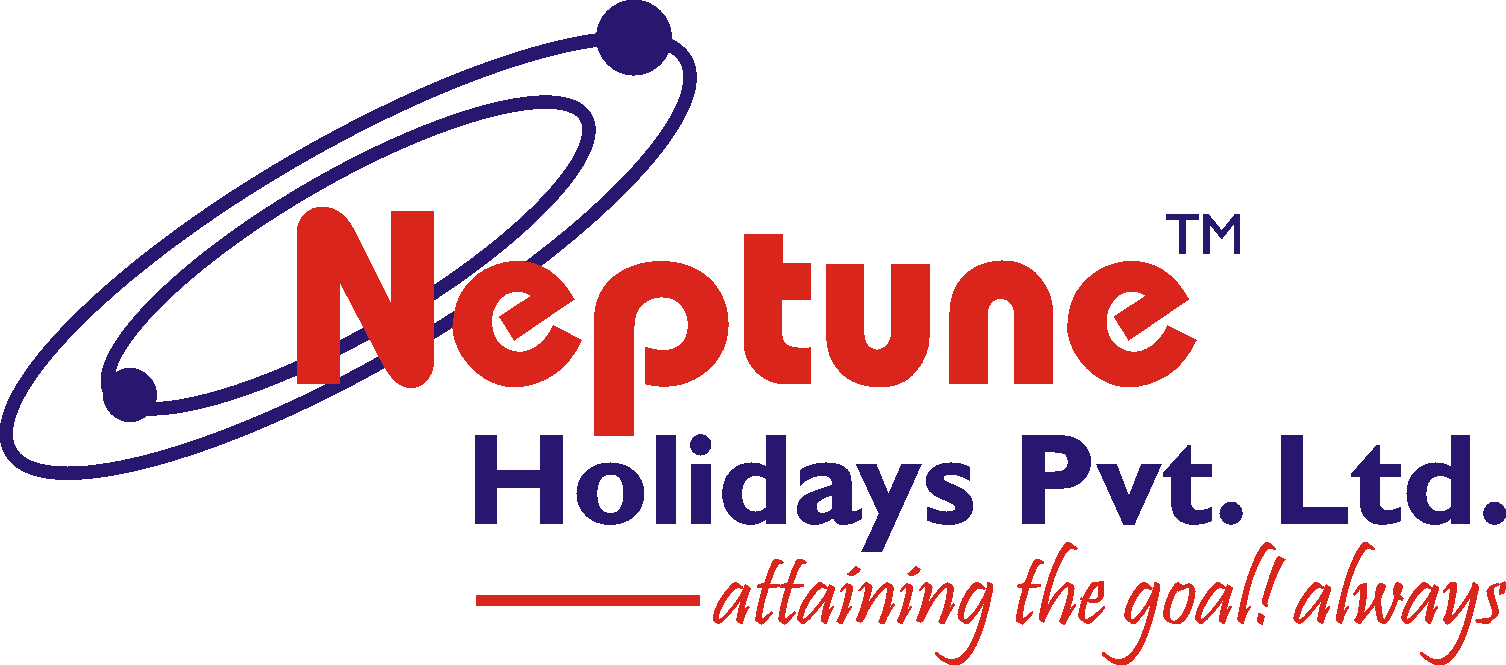 Neptune™
Holidays Pvt. Ltd.
attaining the goal! always